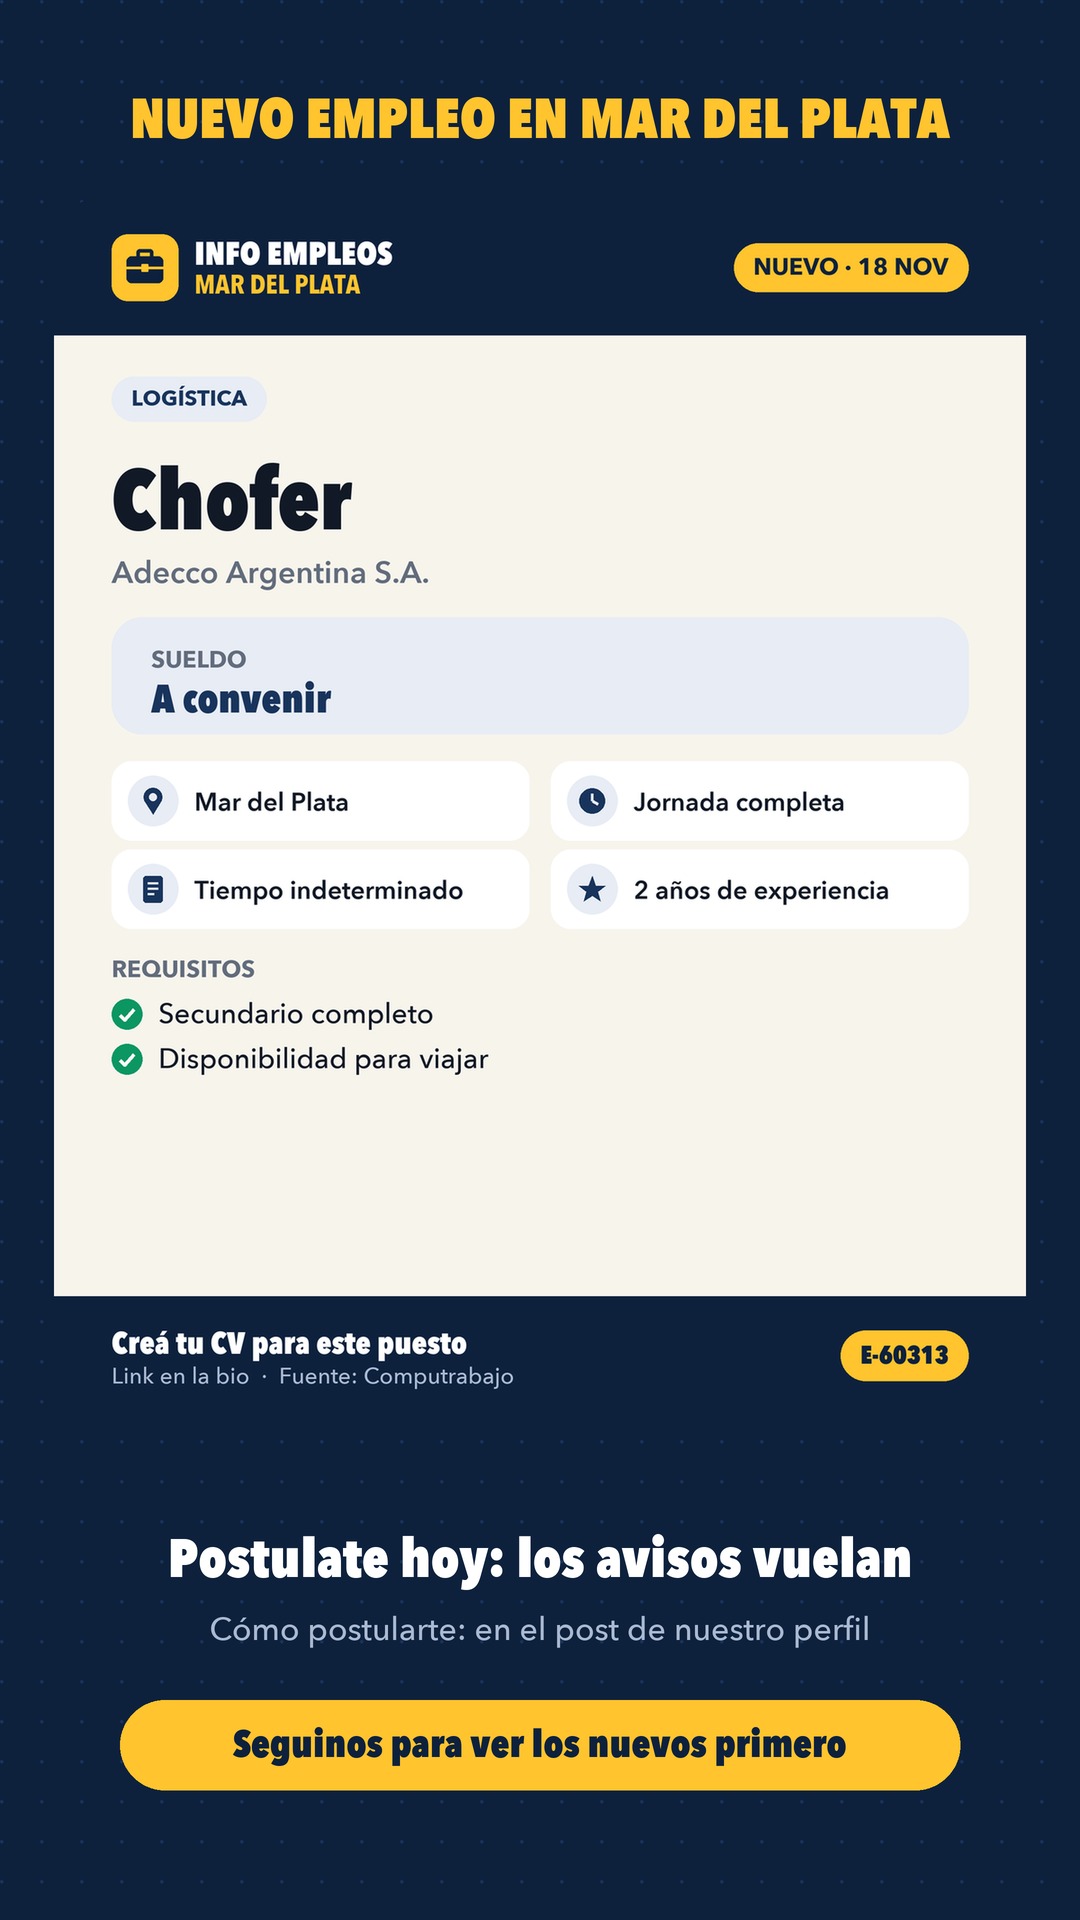 NUEVO EMPLEO EN MAR DEL PLATA
INFO EMPLEOS
MAR DEL PLATA
NUEVO · 18 NOV
LOGÍSTICA
Chofer
Adecco Argentina S.A.
SUELDO
A convenir
Mar del Plata
Jornada completa
Tiempo indeterminado
2 años de experiencia
REQUISITOS
Secundario completo
Disponibilidad para viajar
Creá tu CV para este puesto
Link en la bio · Fuente: Computrabajo
E-60313
Postulate hoy: los avisos vuelan
Cómo postularte: en el post de nuestro perfil
Seguinos para ver los nuevos primero